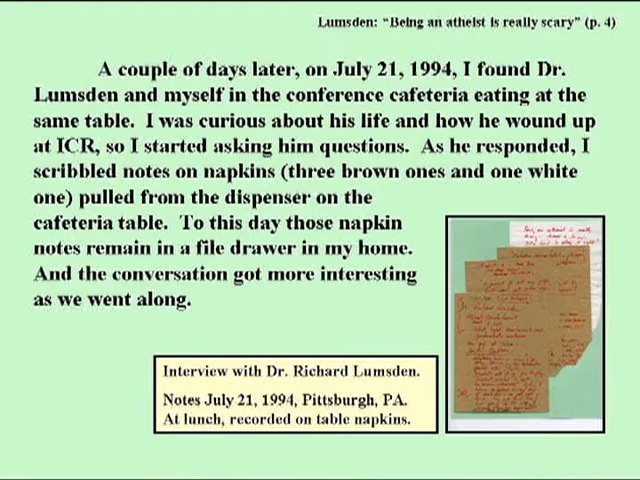 Lumsden: “Being an atheist is really scary” (p. 4)
A couple of days later, on July 21, 1994, I found Dr.
Lumsden and myself in the conference cafeteria eating at the
same table. I was curious about his life and how he wound up
at ICR, so I started asking him questions. As he responded, I
scribbled notes on napkins (three brown ones and one white
one) pulled from the dispenser on the
cafeteria table. To this day those napkin
notes remain in a file drawer in my home.
And the conversation got more interesting
as we went along.
Interview with Dr. Richard Lumsden.
Notes July 21, 1994, Pittsburgh, PA.
At lunch, recorded on table napkins.